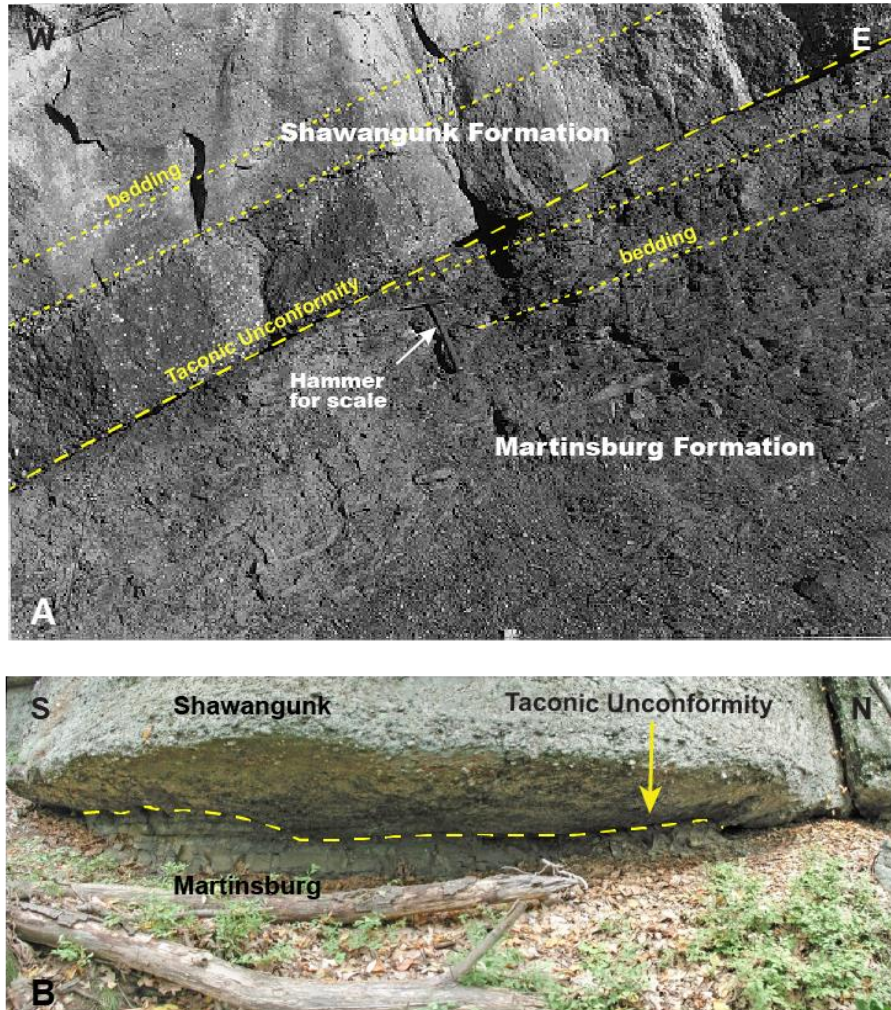 W
E
Shawangunk Formation
bedding
bedding
Taconic Unconformity
Hammer
for scale
Martinsburg Formation
A
S
Shawangunk
Taconic Unconformity
N
Martinsburg
B